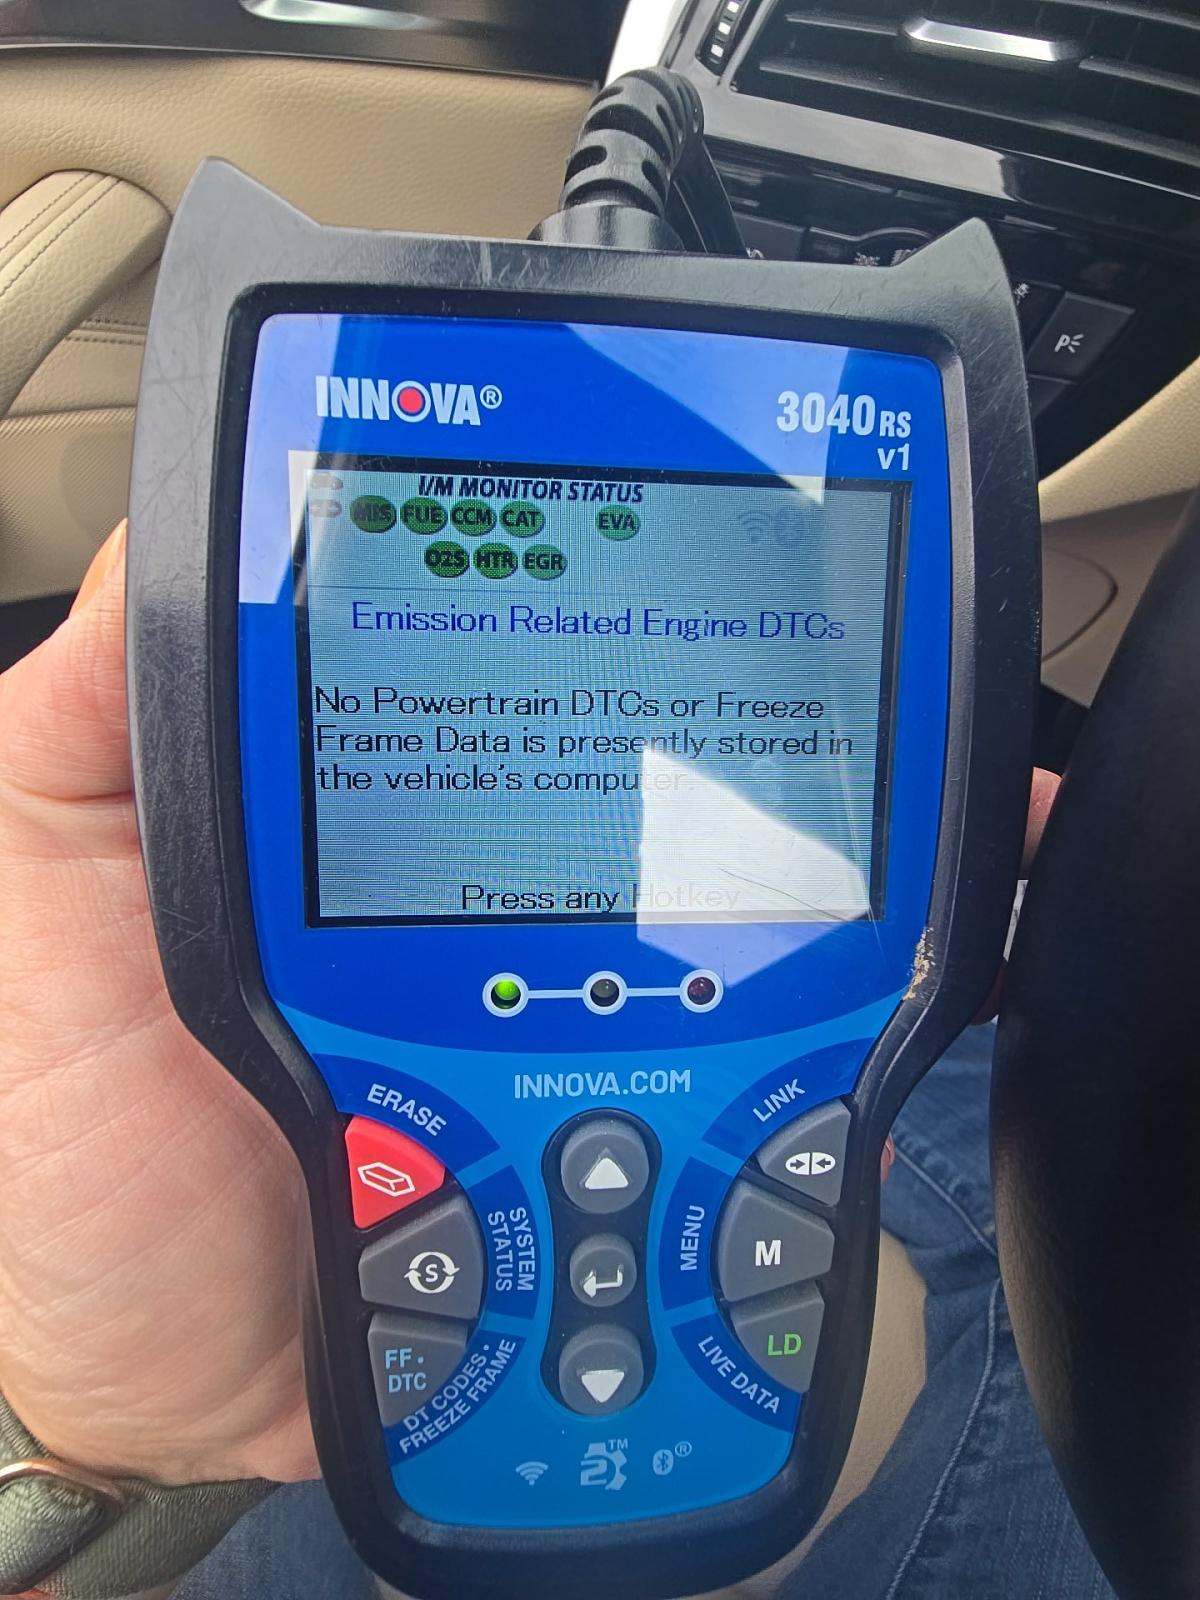 INNOVA®
3040RS
v1
I/M MONITOR STATUS
MIS FUE CCM CAT EVA
O2S HTR EGR
Emission Related Engine DTCs
No Powertrain DTCs or Freeze
Frame Data is presently stored in
the vehicle's computer.
Press any Hotkey
INNOVA.COM
ERASE
LINK
SYSTEM
STATUS
S
MENU
M
FF.
DTC
DT CODES •
FREEZE FRAME
LD
LIVE DATA
2
TM
®
P